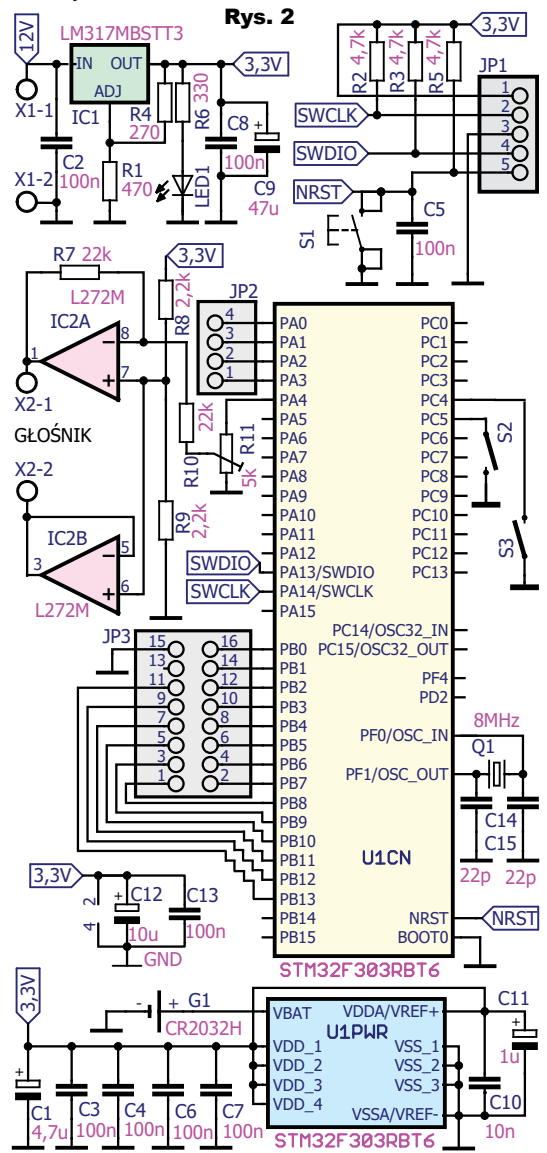 Rys. 2
12V
LM317MBSTT3
IN OUT
ADJ
IC1
3,3V
X1-1
X1-2
C2
100n
R1
470
R4
270
R6
330
LED1
C8
100n
C9
47u
3,3V
R2
4,7k
R3
4,7k
R5
4,7k
JP1
1
2
3
4
5
SWCLK
SWDIO
NRST
S1
C5
100n
R7 22k
L272M
IC2A
1
8
7
X2-1
GŁOŚNIK
X2-2
IC2B
3
5
6
L272M
3,3V
2,2k
R8
22k
R10
R11
5k
R9
2,2k
JP2
4
3
2
1
PA0
PA1
PA2
PA3
PA4
PA5
PA6
PA7
PA8
PA9
PA10
PA11
PA12
PA13/SWDIO
PA14/SWCLK
PA15
SWDIO
SWCLK
PB0
PB1
PB2
PB3
PB4
PB5
PB6
PB7
PB8
PB9
PB10
PB11
PB12
PB13
PB14
PB15
PC0
PC1
PC2
PC3
PC4
PC5
PC6
PC7
PC8
PC9
PC10
PC11
PC12
PC13
PC14/OSC32_IN
PC15/OSC32_OUT
PF4
PD2
PF0/OSC_IN
PF1/OSC_OUT
NRST
BOOT0
U1CN
STM32F303RBT6
S2
S3
8MHz
Q1
C14
C15
22p
22p
NRST
JP3
15 16
13 14
11 12
9 10
7 8
5 6
3 4
1 2
3,3V
2
4
C12
10u
C13
100n
GND
3,3V
- + G1
CR2032H
C1
4,7u
C3
100n
C4
100n
C6
100n
C7
100n
VBAT VDDA/VREF+
U1PWR
VDD_1 VSS_1
VDD_2 VSS_2
VDD_3 VSS_3
VDD_4
VSSA/VREF-
STM32F303RBT6
C11
1u
C10
10n